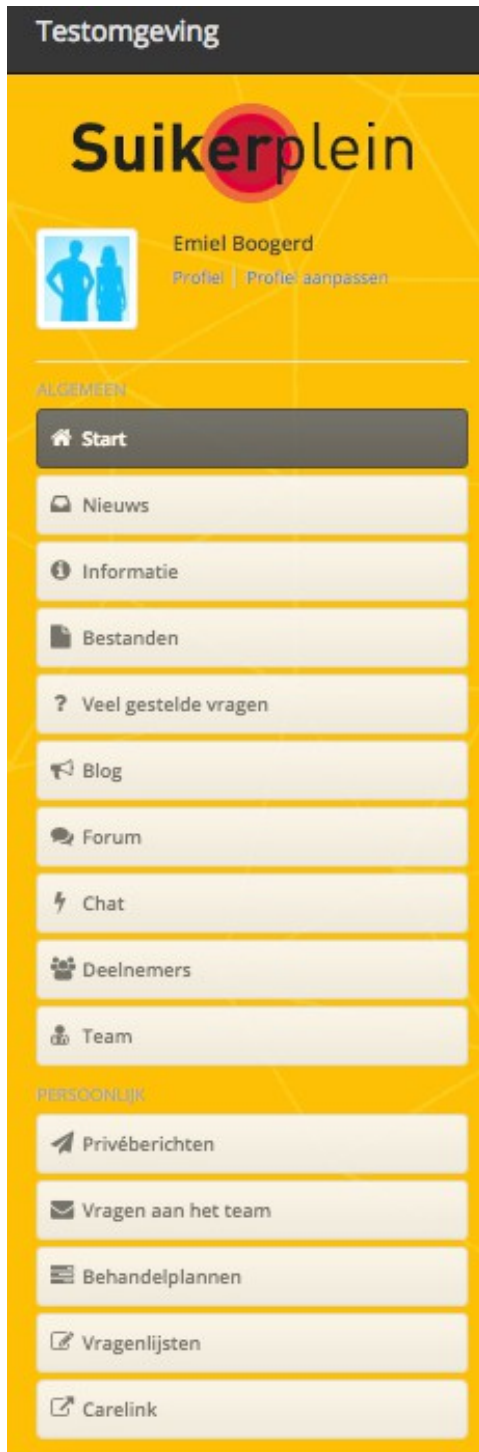 Testomgeving
Suikerplein
Emiel Boogerd
Profiel | Profiel aanpassen
ALGEMEEN
Start
Nieuws
Informatie
Bestanden
? Veel gestelde vragen
Blog
Forum
Chat
Deelnemers
Team
PERSOONLIJK
Privéberichten
Vragen aan het team
Behandelplannen
Vragenlijsten
Carelink